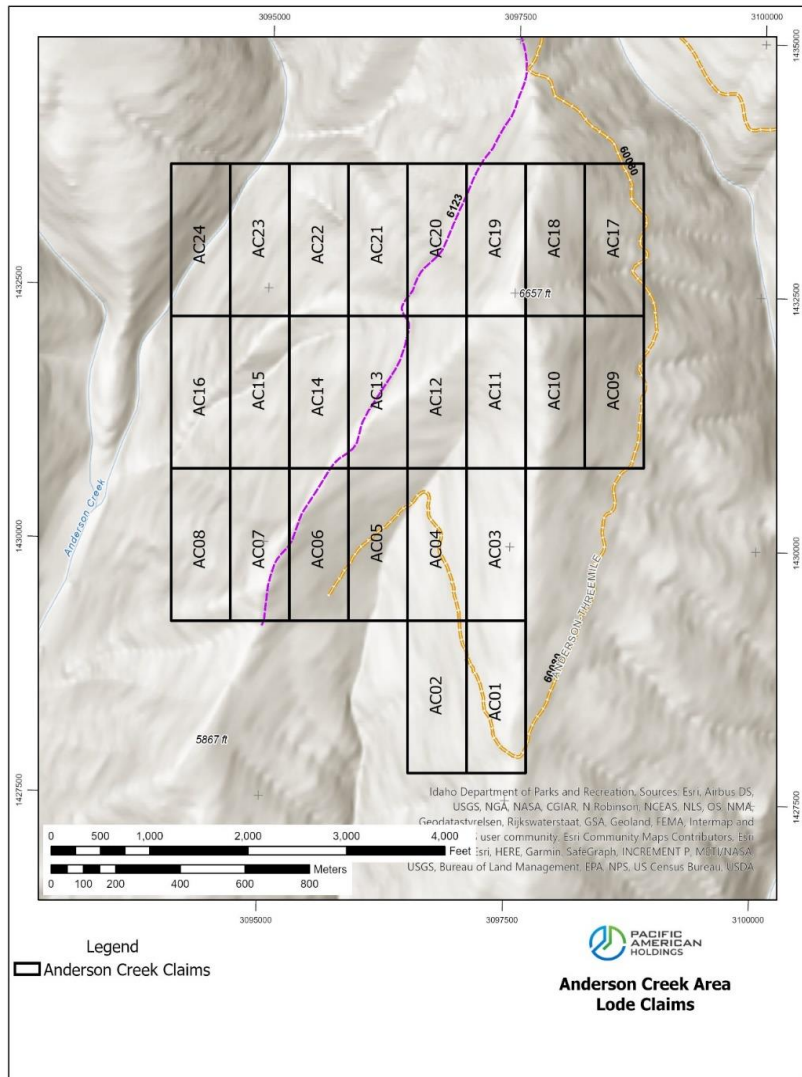 3095000 3097500 3100000
1435000
60080
6123
AC24 AC23 AC22 AC21 AC20 AC19 AC18 AC17
1432500 6657 ft 1432500
AC16 AC15 AC14 AC13 AC12 AC11 AC10 AC09
Anderson Creek
1430000 1430000
AC08 AC07 AC06 AC05 AC04 AC03
ANDERSON-THREEMILE
60080
AC02 AC01
5867 ft
1427500 1427500
Idaho Department of Parks and Recreation, Sources: Esri, Airbus DS,
USGS, NGA, NASA, CGIAR, N Robinson, NCEAS, NLS, OS, NMA,
Geodatastyrelsen, Rijkswaterstaat, GSA, Geoland, FEMA, Intermap and
user community, Esri Community Maps Contributors, Esri
Esri, HERE, Garmin, SafeGraph, INCREMENT P, METI/NASA,
USGS, Bureau of Land Management, EPA, NPS, US Census Bureau, USDA
0 500 1,000 2,000 3,000 4,000
Feet
Meters
0 100 200 400 600 800
3095000 3097500 3100000
Legend
Anderson Creek Claims
PACIFIC
AMERICAN
HOLDINGS
Anderson Creek Area
Lode Claims